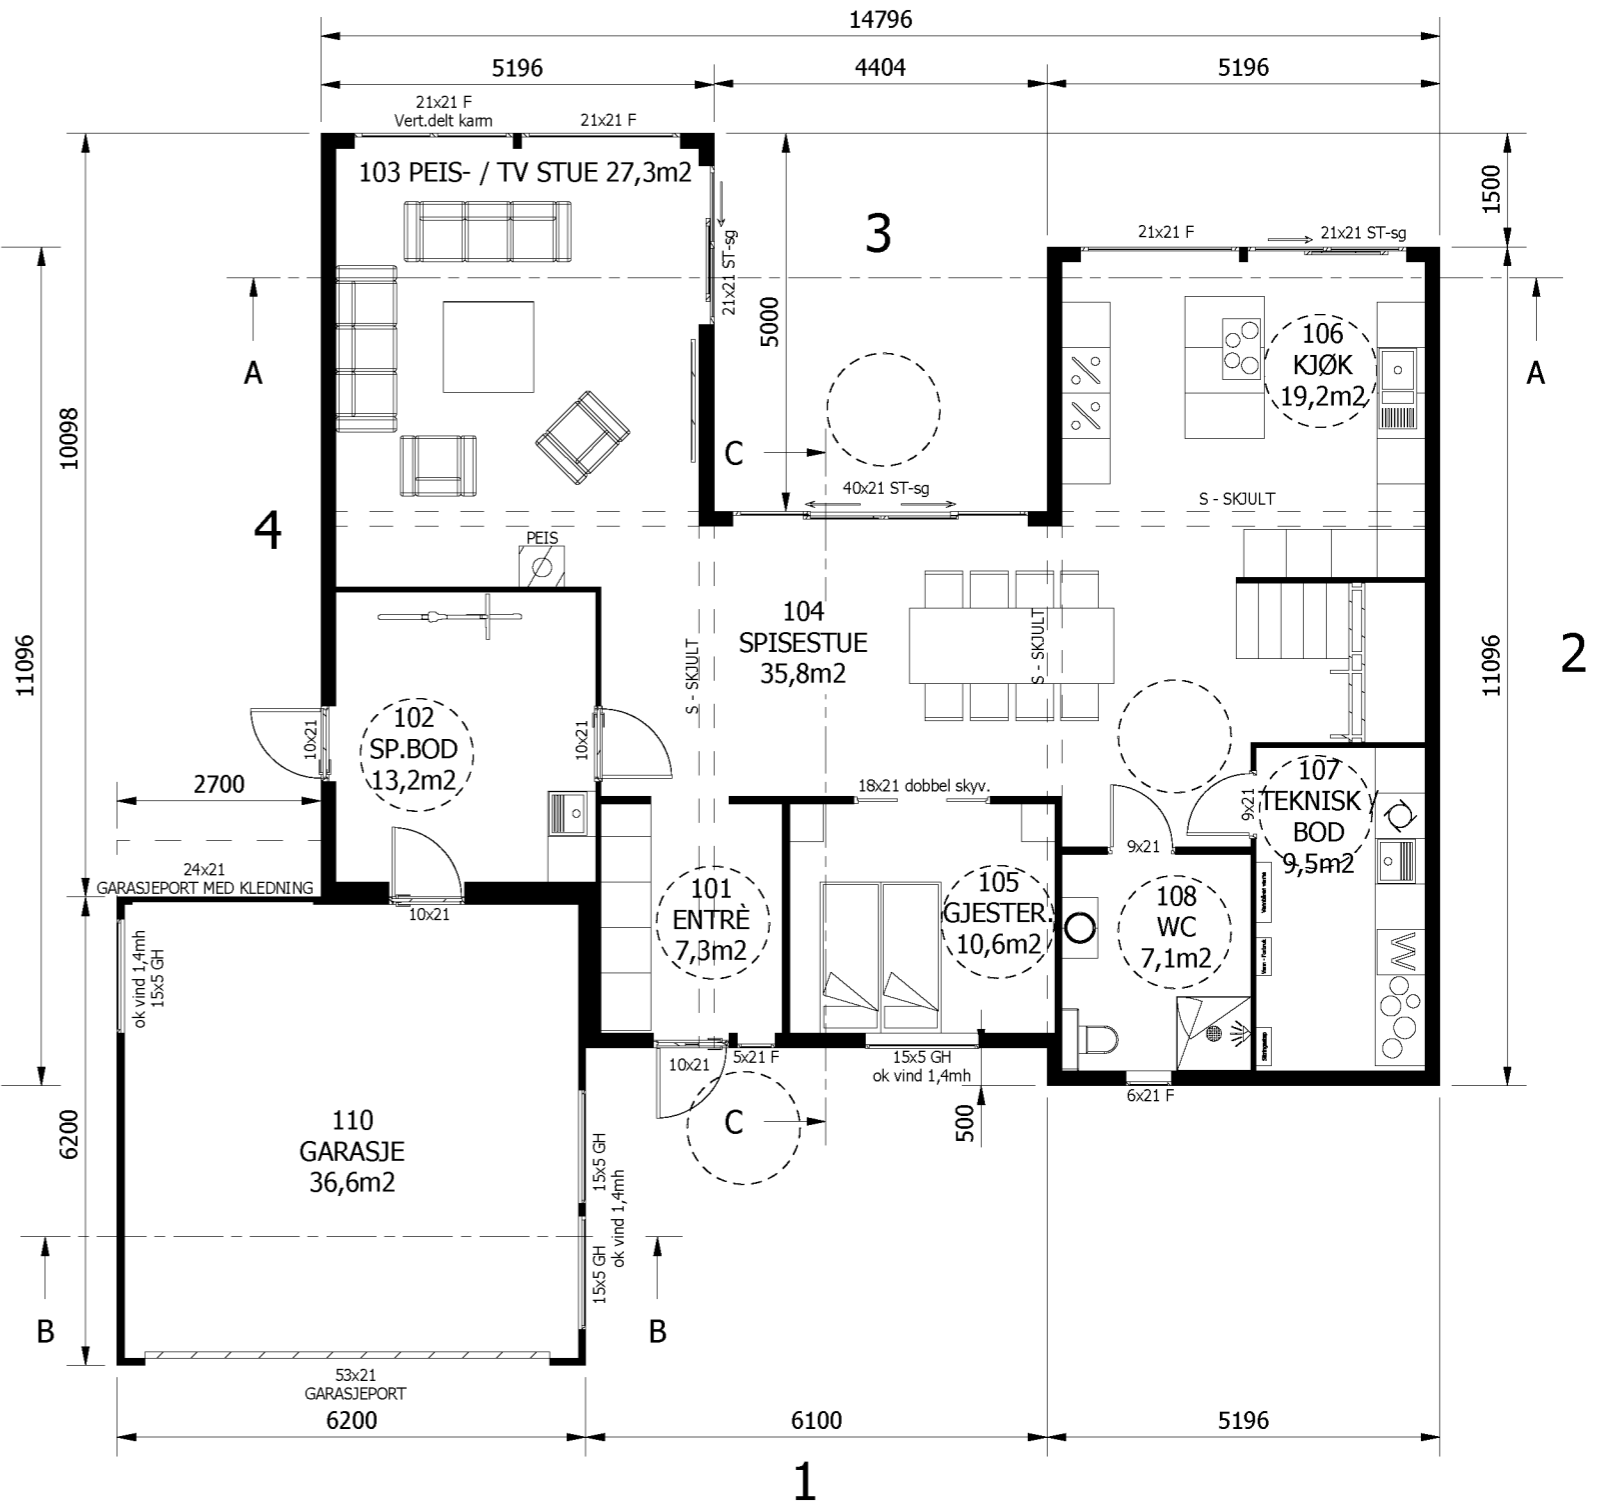 14796
5196
4404
5196
21x21 F
Vert.delt karm
21x21 F
103 PEIS- / TV STUE 27,3m2
21x21 ST-sg
3
5000
21x21 F
21x21 ST-sg
1500
A
A
106
KJØK
19,2m2
10098
C
40x21 ST-sg
S - SKJULT
4
PEIS
104
SPISESTUE
35,8m2
S - SKJULT
S - SKJULT
11096
11096
2
102
SP.BOD
13,2m2
10x21
10x21
2700
18x21 dobbel skyv.
9x21
9x21
107
TEKNISK
BOD
9,5m2
24x21
GARASJEPORT MED KLEDNING
10x21
101
ENTRÈ
7,3m2
105
GJESTER.
10,6m2
108
WC
7,1m2
ok vind 1,4mh
15x5 GH
10x21
5x21 F
15x5 GH
ok vind 1,4mh
6x21 F
500
C
6200
110
GARASJE
36,6m2
15x5 GH
ok vind 1,4mh
15x5 GH
B
B
53x21
GARASJEPORT
6200
6100
5196
1